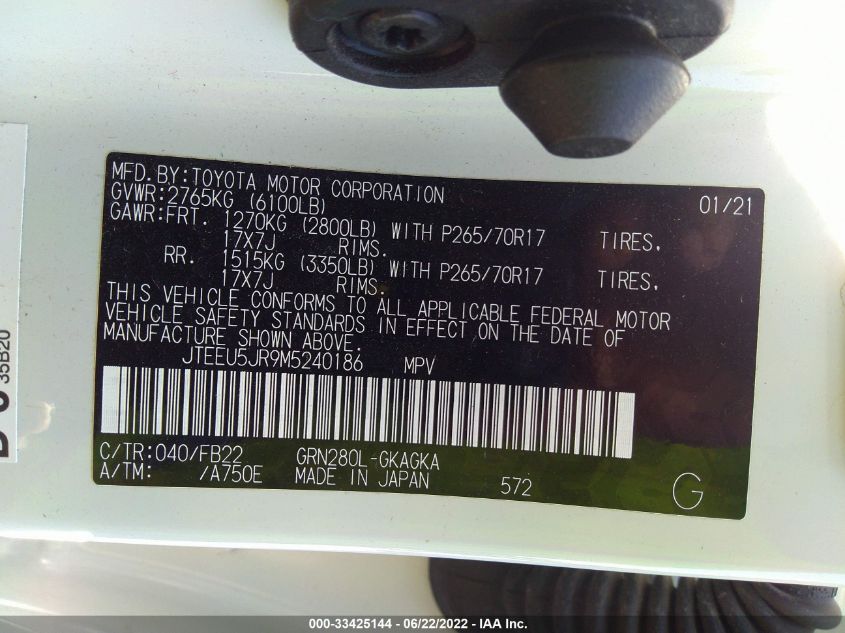 MFD.BY:TOYOTA MOTOR CORPORATION 01/21
GVWR:2765KG (6100LB)
GAWR:FRT. 1270KG (2800LB) WITH P265/70R17 TIRES,
17X7J RIMS.
RR. 1515KG (3350LB) WITH P265/70R17 TIRES,
17X7J RIMS.
THIS VEHICLE CONFORMS TO ALL APPLICABLE FEDERAL MOTOR
VEHICLE SAFETY STANDARDS IN EFFECT ON THE DATE OF
MANUFACTURE SHOWN ABOVE.
JTEEU5JR9M5240186 MPV
C/TR:040/FB22 GRN280L-GKAGKA
A/TM: /A750E MADE IN JAPAN 572 G
35B20
000-33425144 - 06/22/2022 - IAA Inc.